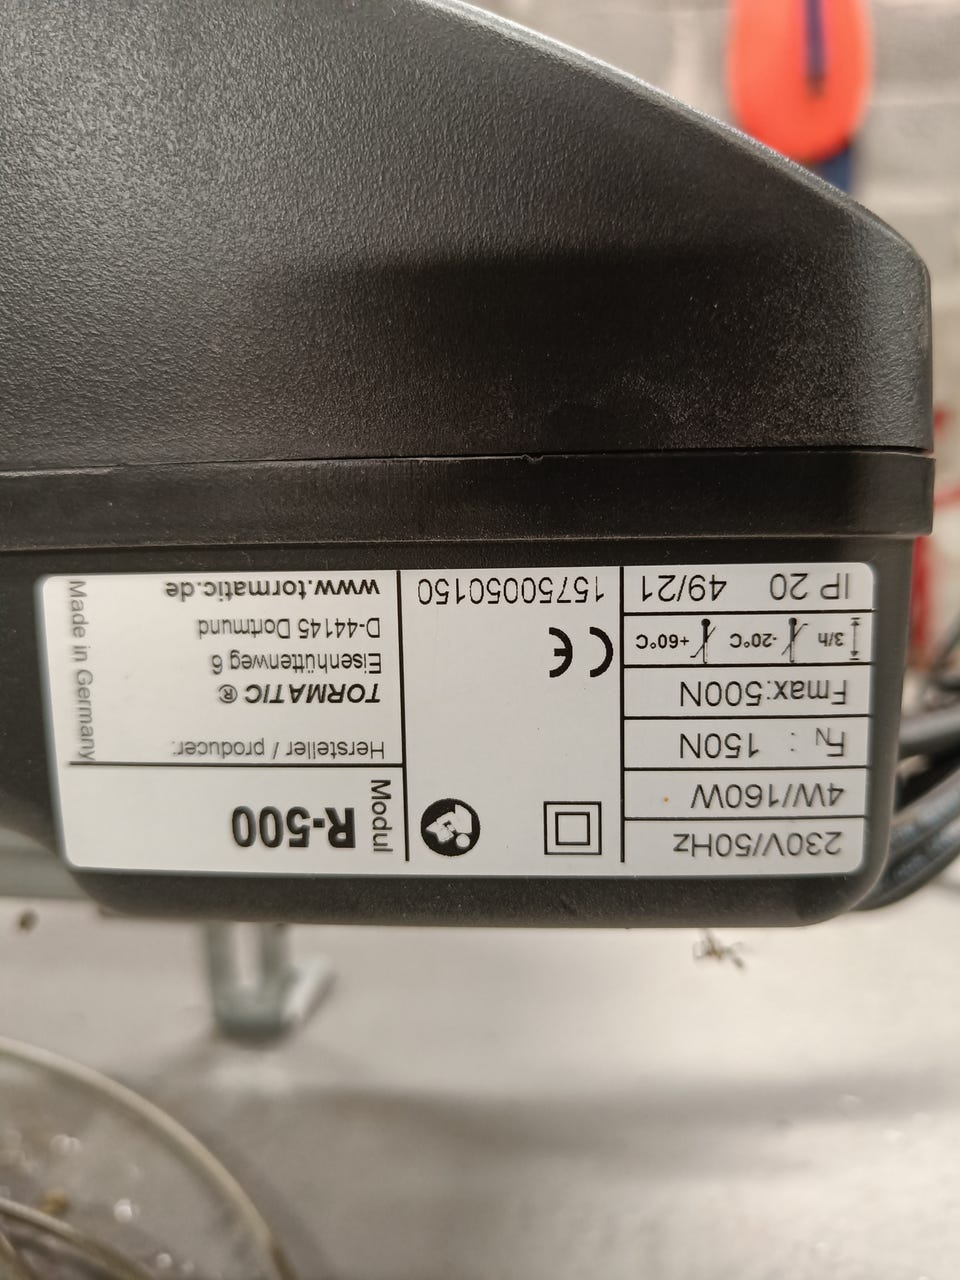 230V/50Hz
4W/160W
FN : 150N
Fmax:500N
3/h -20°C +60°C
IP 20 49/21
CE
15750050150
Modul
R-500
Hersteller / producer:
TORMATIC ®
Eisenhüttenweg 6
D-44145 Dortmund
www.tormatic.de
Made in Germany